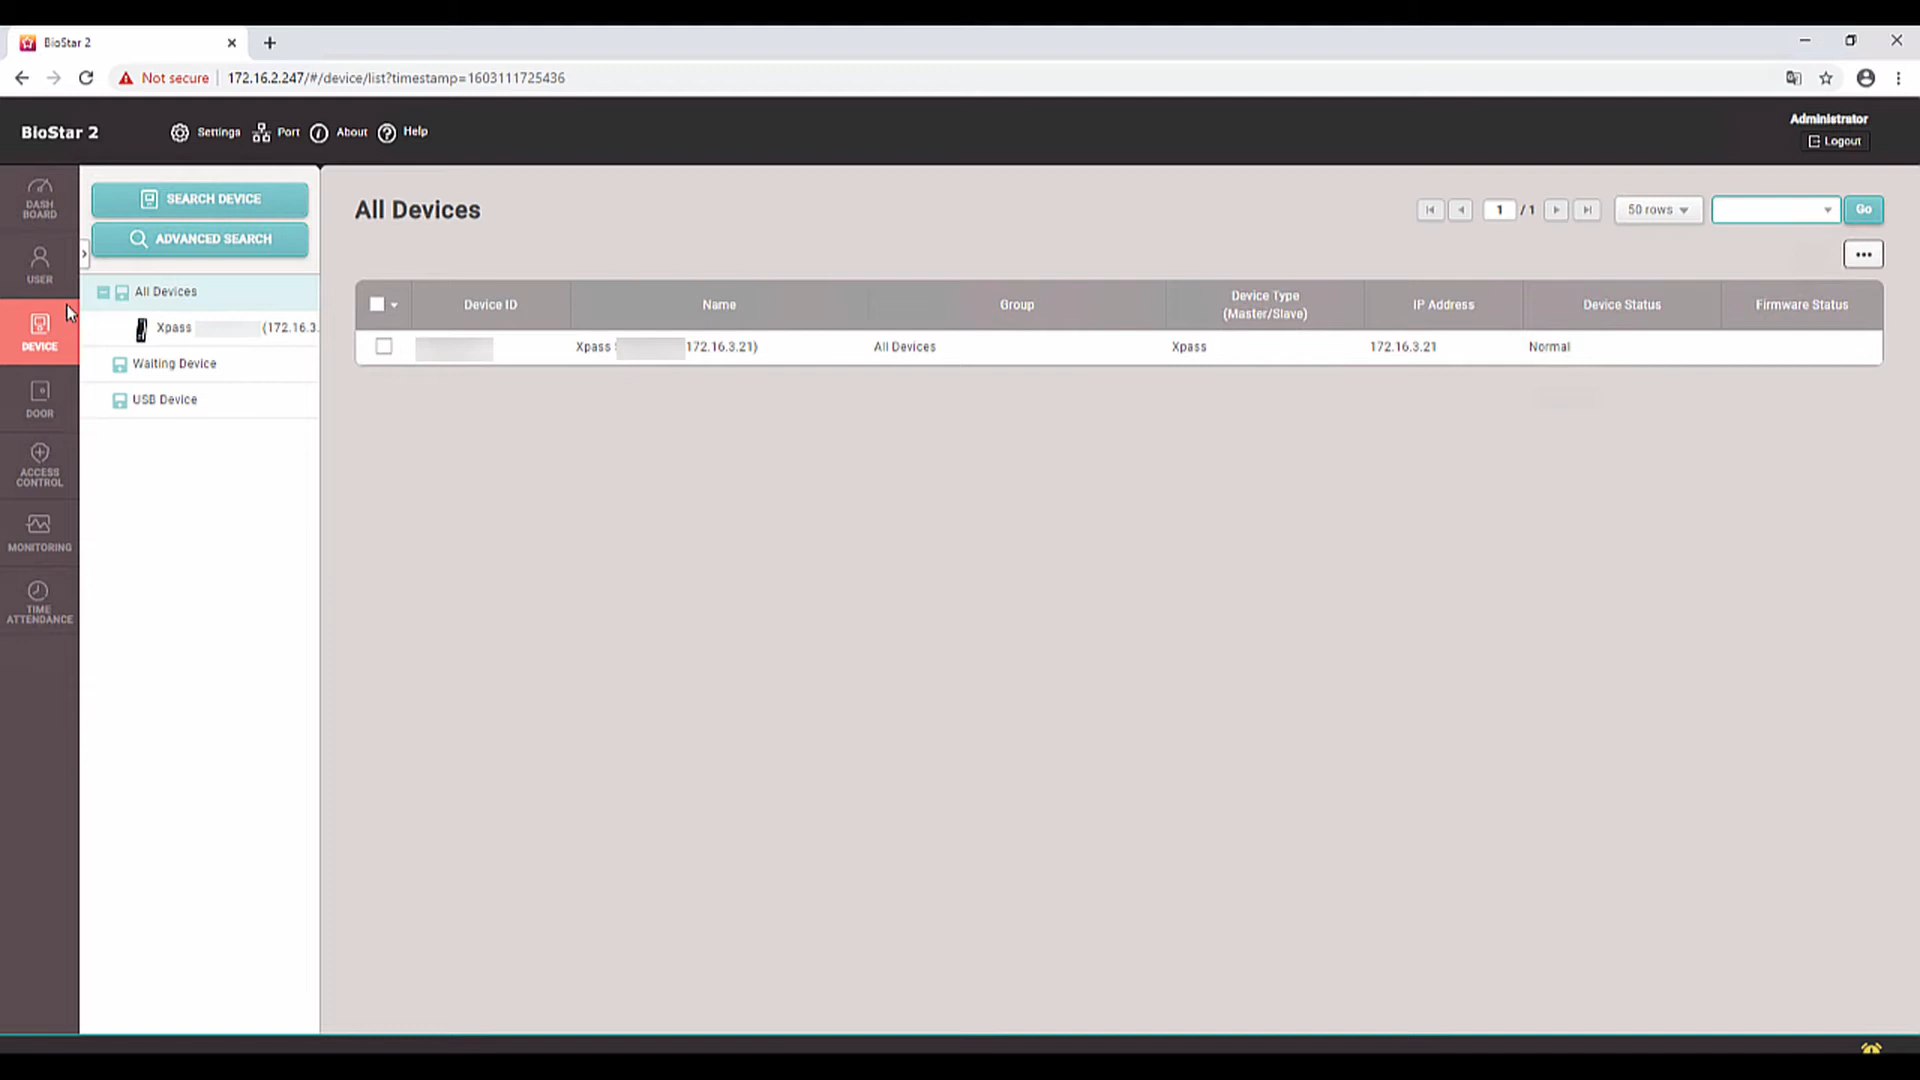 BioStar 2
Not secure
172.16.2.247/#/device/list?timestamp=1603111725436
BioStar 2
Settings
Port
About
Help
Administrator
Logout
DASH
BOARD
USER
DEVICE
DOOR
ACCESS
CONTROL
MONITORING
TIME
ATTENDANCE
SEARCH DEVICE
ADVANCED SEARCH
All Devices
Xpass (172.16.3.
Waiting Device
USB Device
All Devices
1 / 1
50 rows
Go
Device ID
Name
Group
Device Type
(Master/Slave)
IP Address
Device Status
Firmware Status
Xpass 172.16.3.21)
All Devices
Xpass
172.16.3.21
Normal